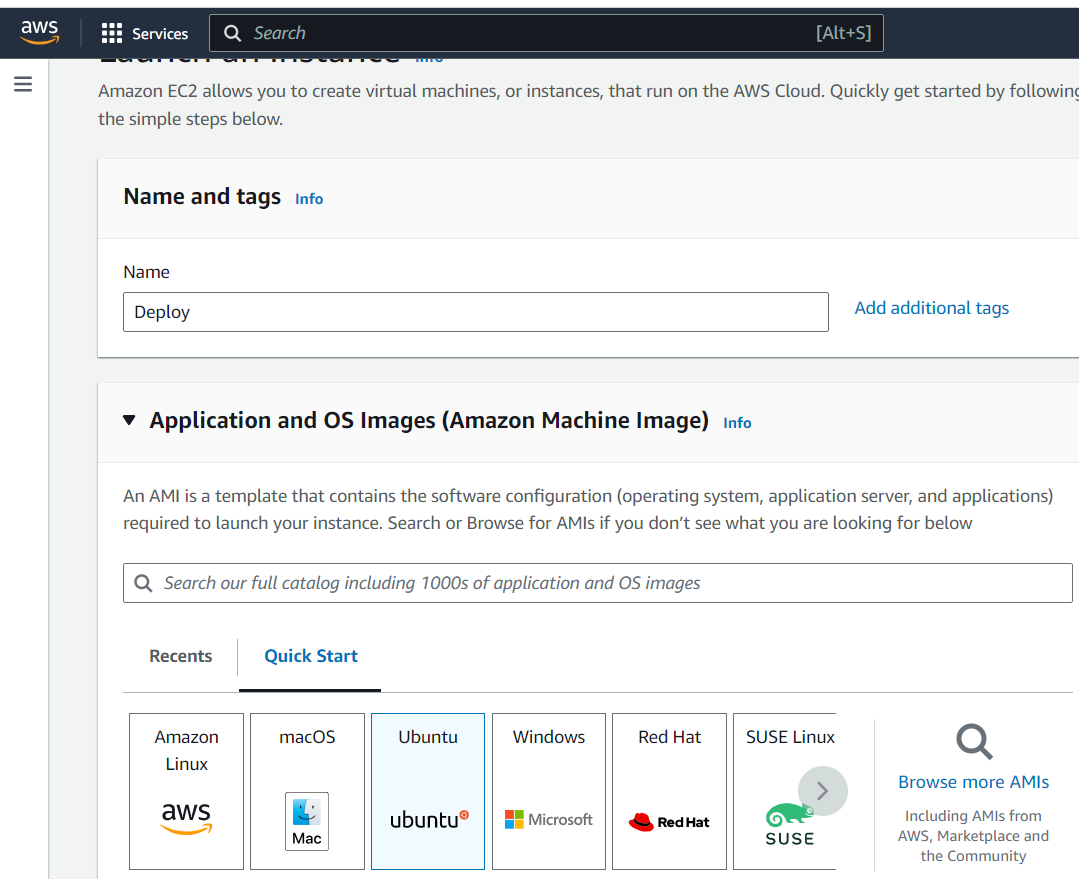 aws
Services
Search
[Alt+S]
Launch an instance Info
Amazon EC2 allows you to create virtual machines, or instances, that run on the AWS Cloud. Quickly get started by following
the simple steps below.
Name and tags Info
Name
Deploy
Add additional tags
Application and OS Images (Amazon Machine Image) Info
An AMI is a template that contains the software configuration (operating system, application server, and applications)
required to launch your instance. Search or Browse for AMIs if you don’t see what you are looking for below
Search our full catalog including 1000s of application and OS images
Recents
Quick Start
Amazon
Linux
aws
macOS
Mac
Ubuntu
ubuntu
Windows
Microsoft
Red Hat
Red Hat
SUSE Linux
SUSE
Browse more AMIs
Including AMIs from
AWS, Marketplace and
the Community